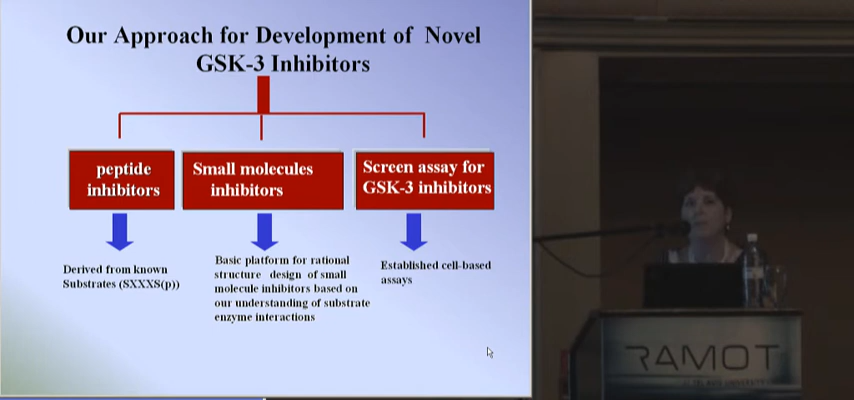 Our Approach for Development of Novel
GSK-3 Inhibitors
peptide
inhibitors
Small molecules
inhibitors
Screen assay for
GSK-3 inhibitors
Derived from known
Substrates (SXXXS(p))
Basic platform for rational
structure design of small
molecule inhibitors based on
our understanding of substrate
enzyme interactions
Established cell-based
assays
RAMOT